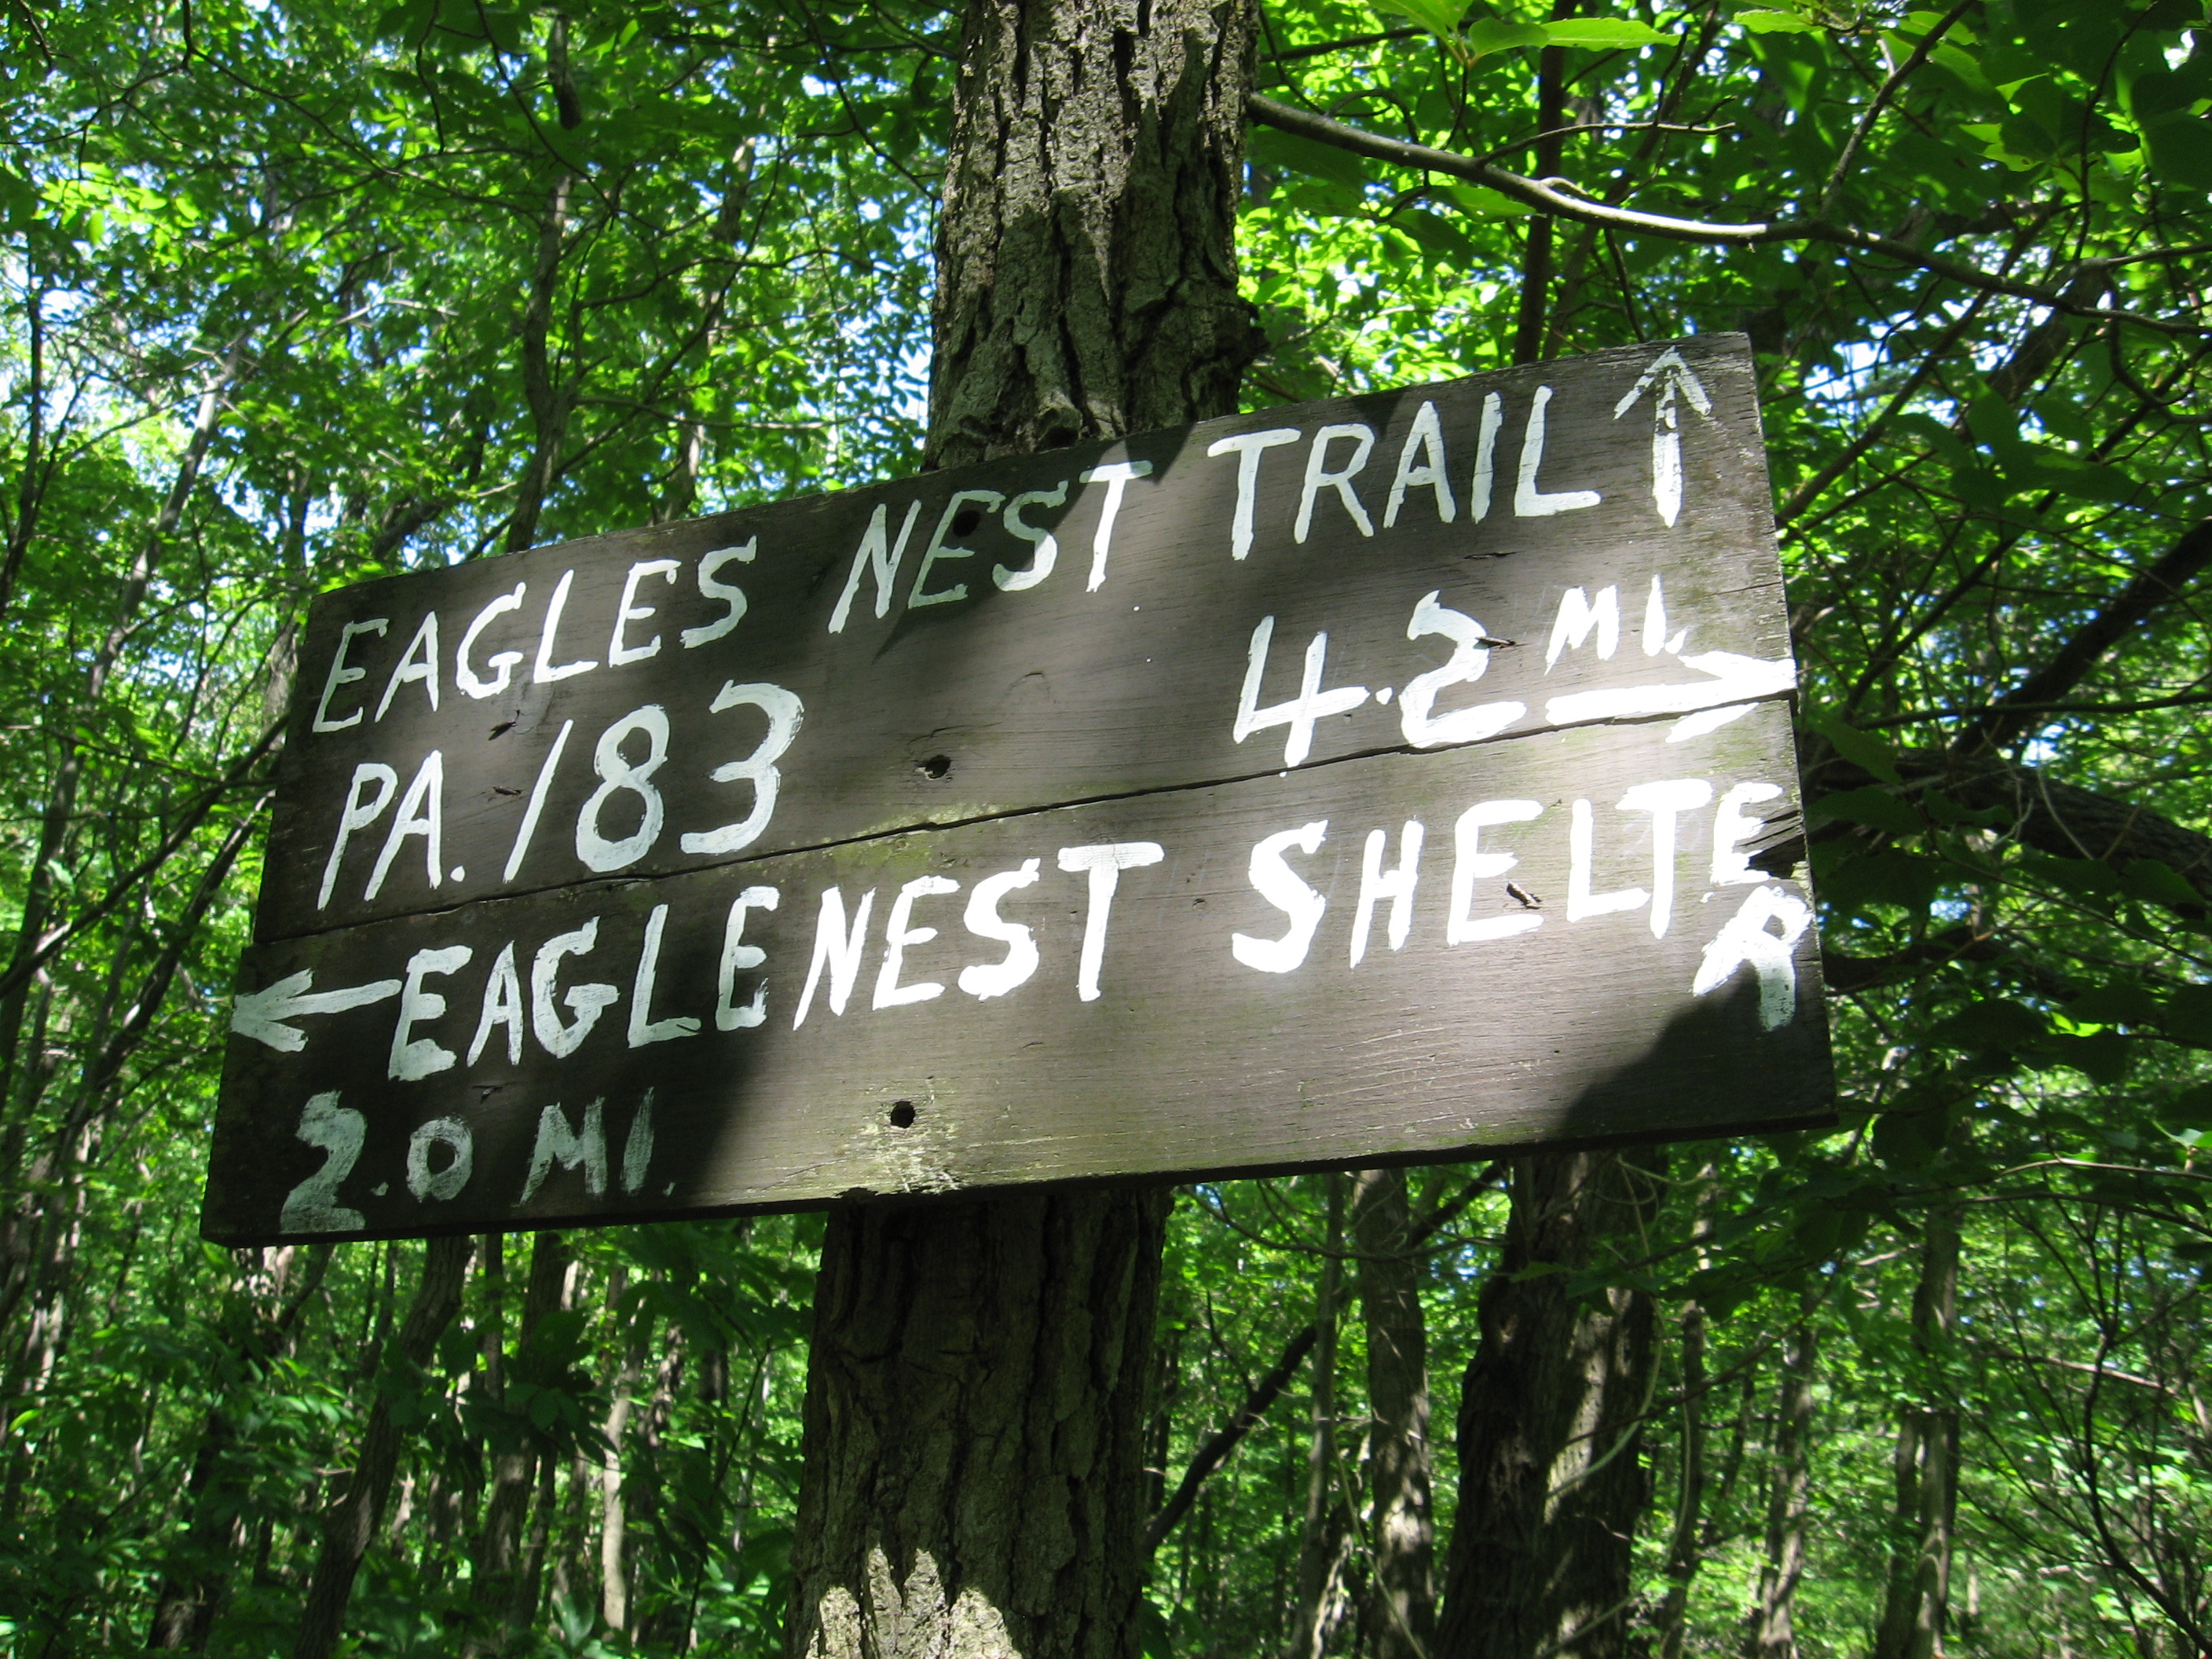 EAGLES NEST TRAIL ↑
PA. 183 4.2 MI. →
← EAGLE NEST SHELTER
2.0 MI.